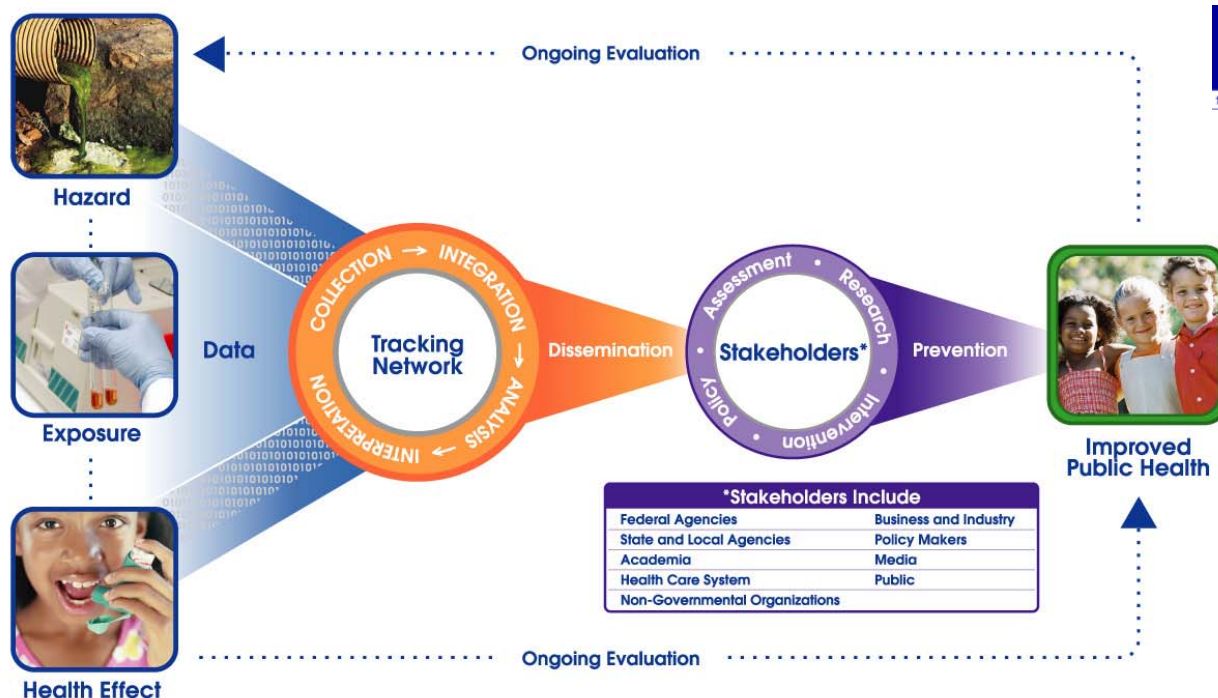 Ongoing Evaluation
Hazard
Exposure
Health Effect
Data
COLLECTION → INTEGRATION → ANALYSIS → INTERPRETATION
Tracking
Network
Dissemination
Assessment • Research • Intervention • Policy •
Stakeholders*
Prevention
Improved
Public Health
*Stakeholders Include
Federal Agencies
State and Local Agencies
Academia
Health Care System
Non-Governmental Organizations
Business and Industry
Policy Makers
Media
Public
Ongoing Evaluation